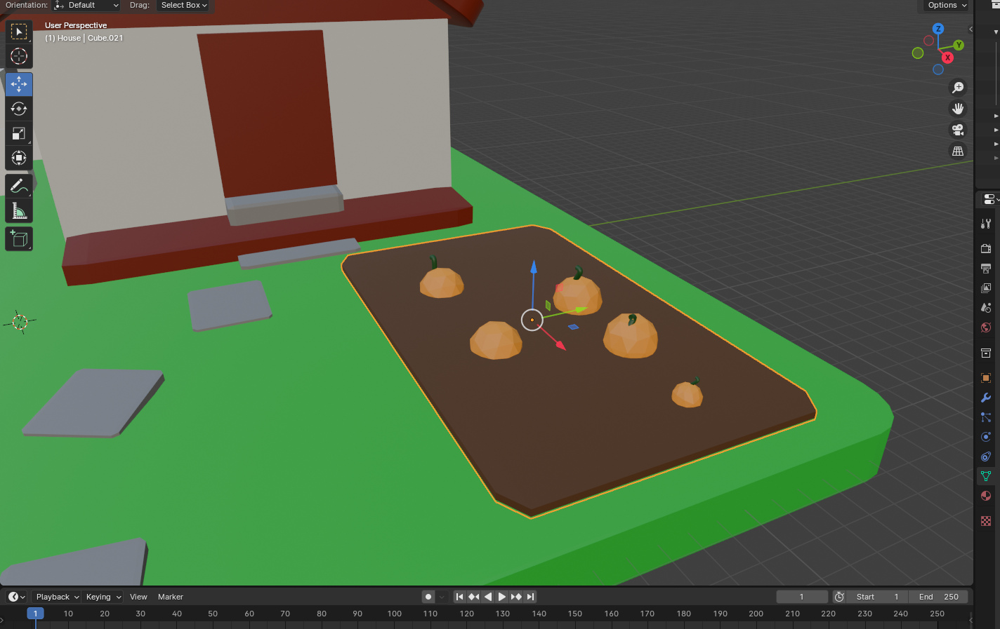 Orientation: Default Drag: Select Box Options
User Perspective
(1) House | Cube.021
Z
Y
X
Playback Keying View Marker 1 Start 1 End 250
1 10 20 30 40 50 60 70 80 90 100 110 120 130 140 150 160 170 180 190 200 210 220 230 240 250